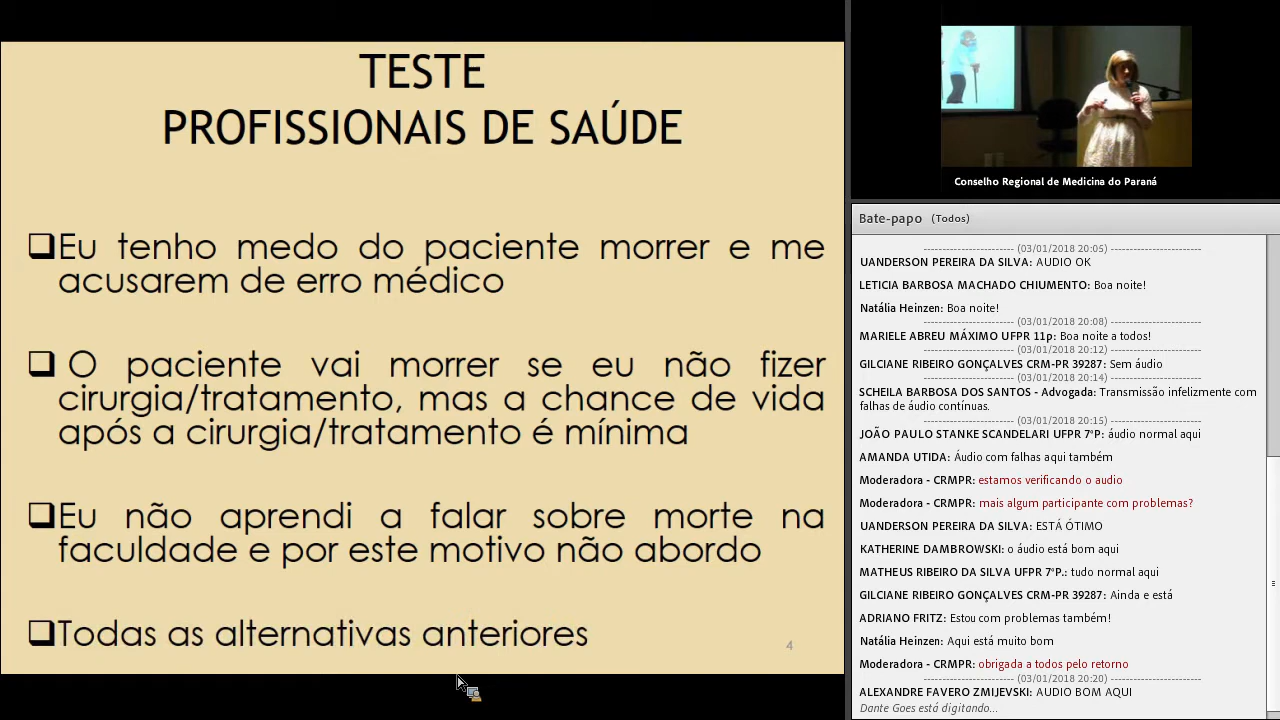 TESTE
PROFISSIONAIS DE SAÚDE
Eu tenho medo do paciente morrer e me
acusarem de erro médico
O paciente vai morrer se eu não fizer
cirurgia/tratamento, mas a chance de vida
após a cirurgia/tratamento é mínima
Eu não aprendi a falar sobre morte na
faculdade e por este motivo não abordo
Todas as alternativas anteriores
4
Conselho Regional de Medicina do Paraná
Bate-papo (Todos)
------------------------ (03/01/2018 20:05) ------------------------
UANDERSON PEREIRA DA SILVA: AUDIO OK
LETICIA BARBOSA MACHADO CHIUMENTO: Boa noite!
Natália Heinzen: Boa noite!
------------------------ (03/01/2018 20:08) ------------------------
MARIELE ABREU MÁXIMO UFPR 11p: Boa noite a todos!
------------------------ (03/01/2018 20:12) ------------------------
GILCIANE RIBEIRO GONÇALVES CRM-PR 39287: Sem áudio
------------------------ (03/01/2018 20:14) ------------------------
SCHEILA BARBOSA DOS SANTOS - Advogada: Transmissão infelizmente com
falhas de áudio contínuas.
------------------------ (03/01/2018 20:15) ------------------------
JOÃO PAULO STANKE SCANDELARI UFPR 7ºP: áudio normal aqui
AMANDA UTIDA: Áudio com falhas aqui também
Moderadora - CRMPR: estamos verificando o audio
Moderadora - CRMPR: mais algum participante com problemas?
UANDERSON PEREIRA DA SILVA: ESTÁ ÓTIMO
KATHERINE DAMBROWSKI: o áudio está bom aqui
MATHEUS RIBEIRO DA SILVA UFPR 7ºP.: tudo normal aqui
GILCIANE RIBEIRO GONÇALVES CRM-PR 39287: Ainda e está
ADRIANO FRITZ: Estou com problemas também!
Natália Heinzen: Aqui está muito bom
Moderadora - CRMPR: obrigada a todos pelo retorno
------------------------ (03/01/2018 20:20) ------------------------
ALEXANDRE FAVERO ZMIJEVSKI: AUDIO BOM AQUI
Dante Goes está digitando...